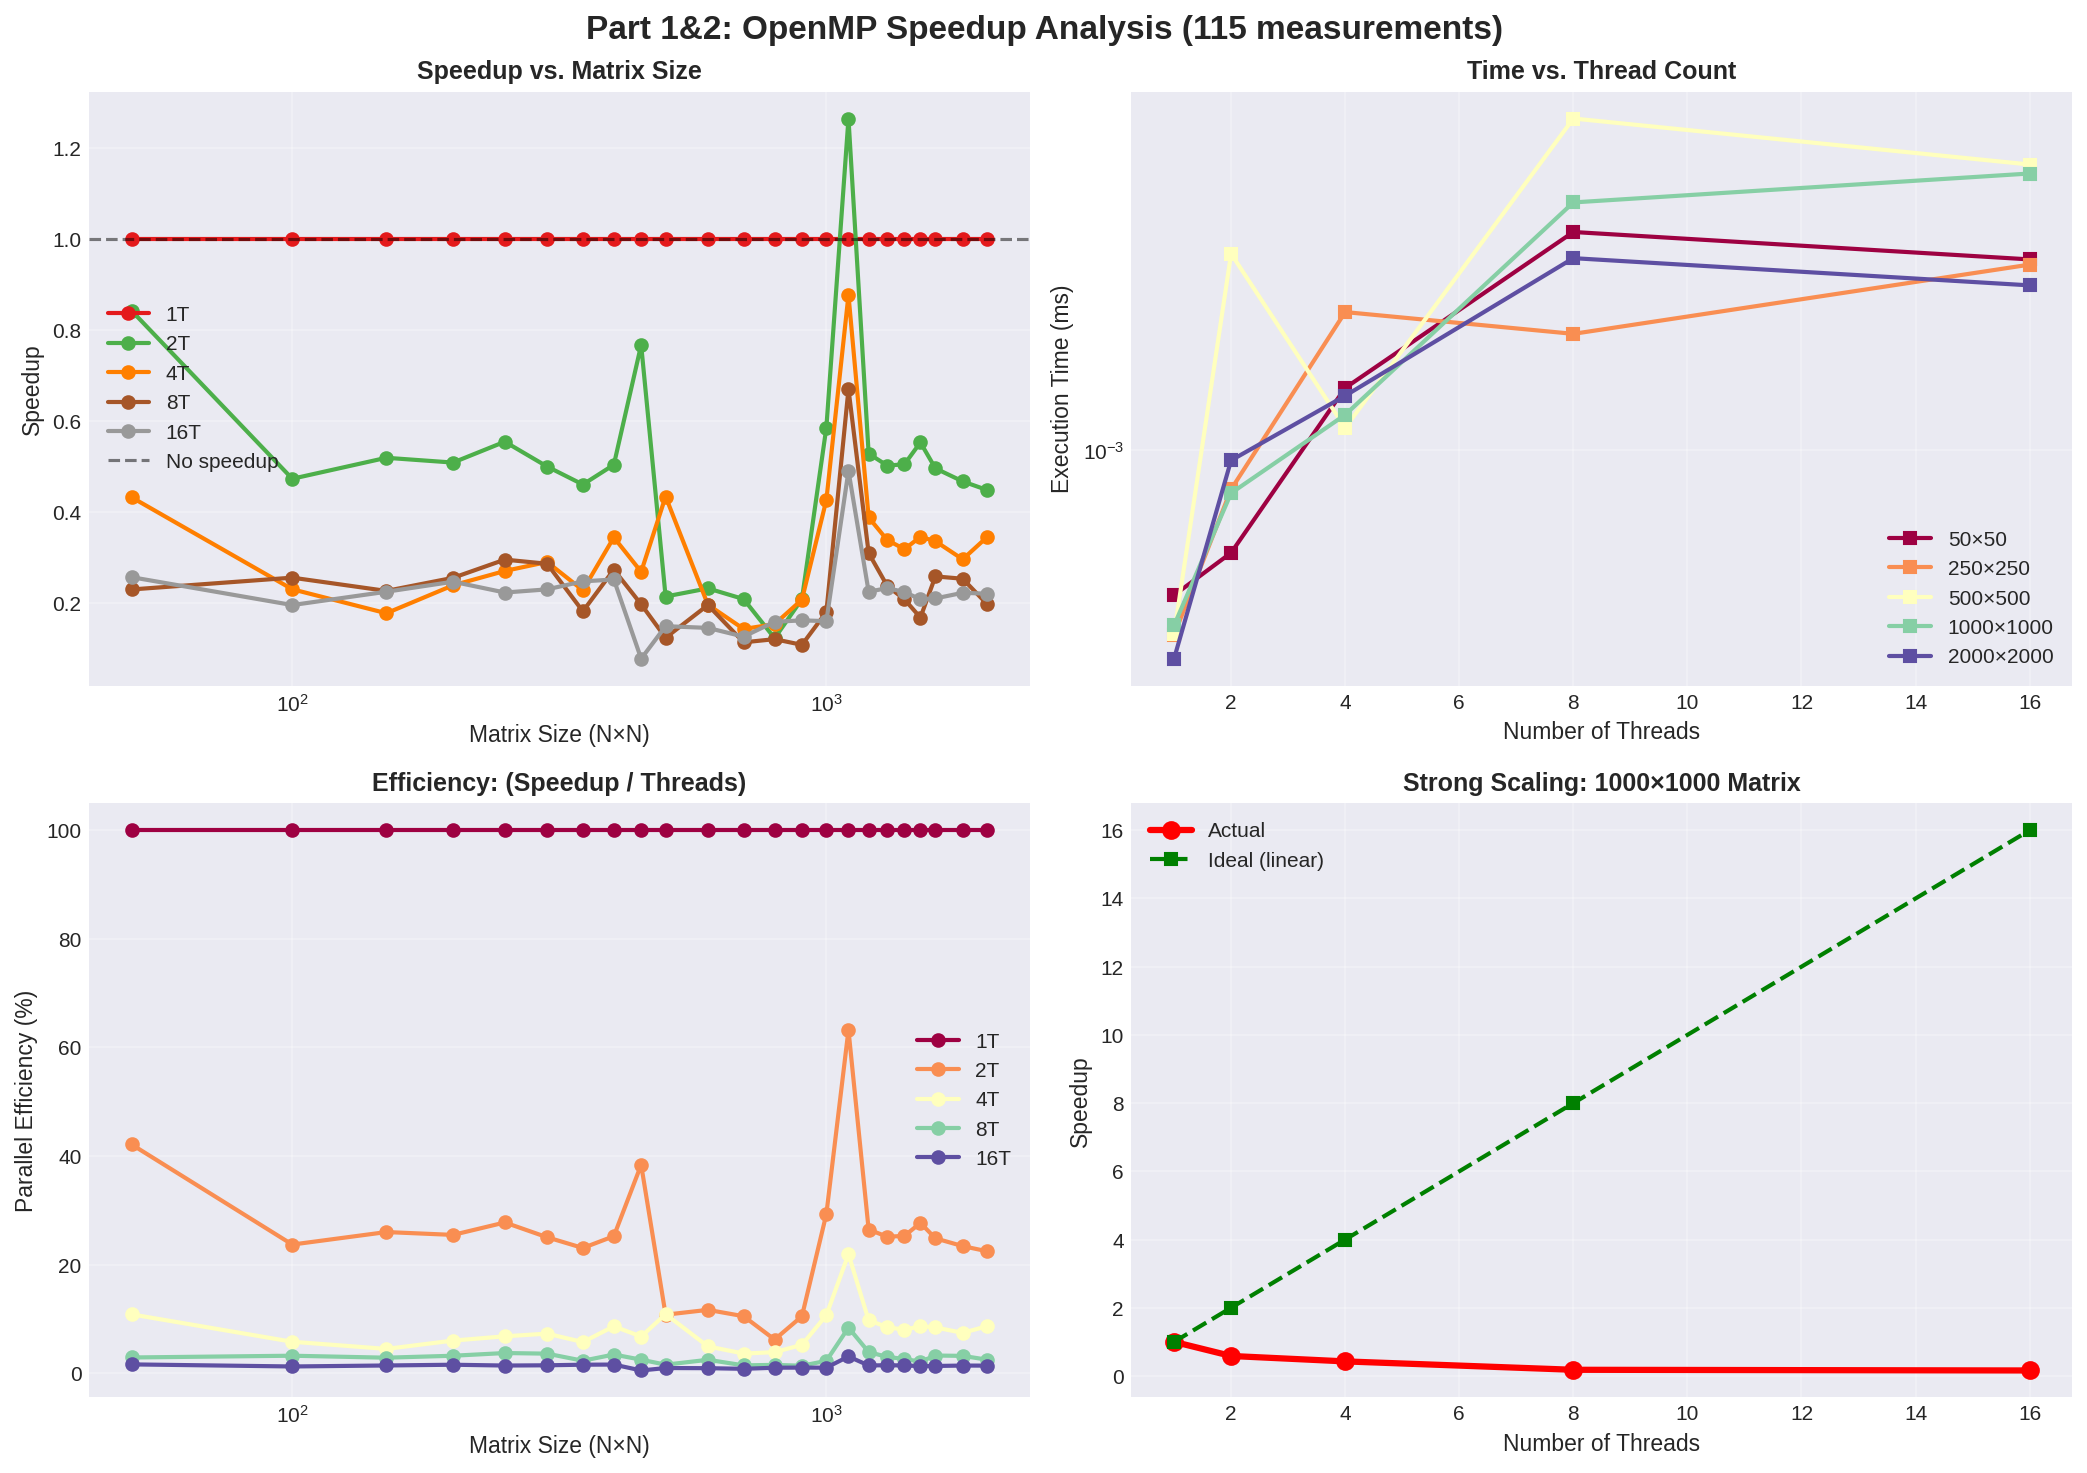 Part 1&2: OpenMP Speedup Analysis (115 measurements)
Speedup vs. Matrix Size
Speedup
1.2
1.0
0.8
0.6
0.4
0.2
1T
2T
4T
8T
16T
No speedup
10²
10³
Matrix Size (N×N)
Time vs. Thread Count
Execution Time (ms)
10⁻³
50×50
250×250
500×500
1000×1000
2000×2000
2
4
6
8
10
12
14
16
Number of Threads
Efficiency: (Speedup / Threads)
Parallel Efficiency (%)
100
80
60
40
20
0
1T
2T
4T
8T
16T
10²
10³
Matrix Size (N×N)
Strong Scaling: 1000×1000 Matrix
Speedup
16
14
12
10
8
6
4
2
0
Actual
Ideal (linear)
2
4
6
8
10
12
14
16
Number of Threads